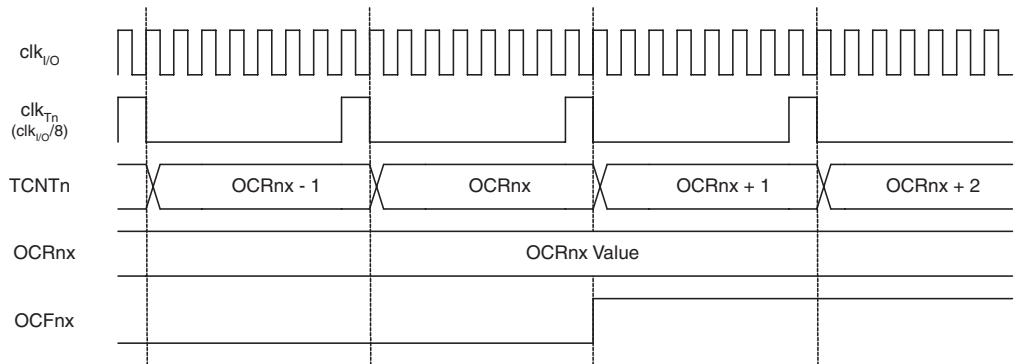 clkI/O
clkTn
(clkI/O/8)
TCNTn OCRnx - 1 OCRnx OCRnx + 1 OCRnx + 2
OCRnx OCRnx Value
OCFnx